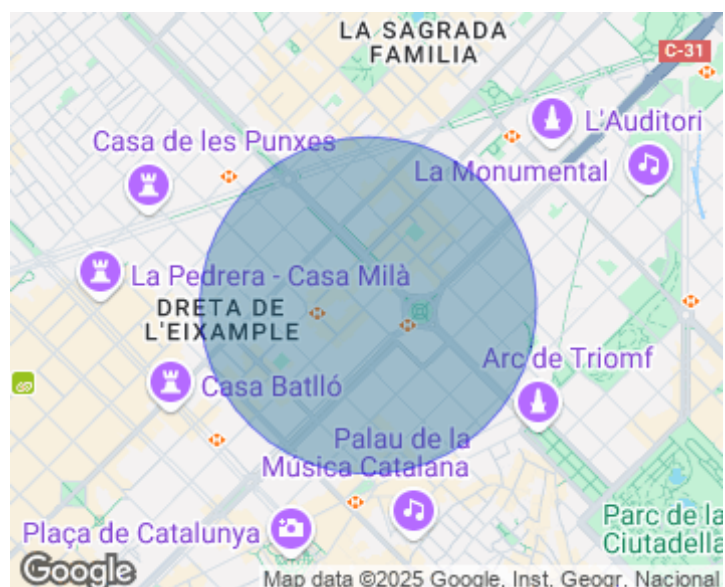 LA SAGRADA
FAMILIA
C-31
L'Auditori
Casa de les Punxes
La Monumental
La Pedrera - Casa Milà
DRETA DE
L'EIXAMPLE
Arc de Triomf
Casa Batlló
Palau de la
Música Catalana
Plaça de Catalunya
Parc de la
Ciutadella
Google
Map data ©2025 Google, Inst. Geogr. Nacional